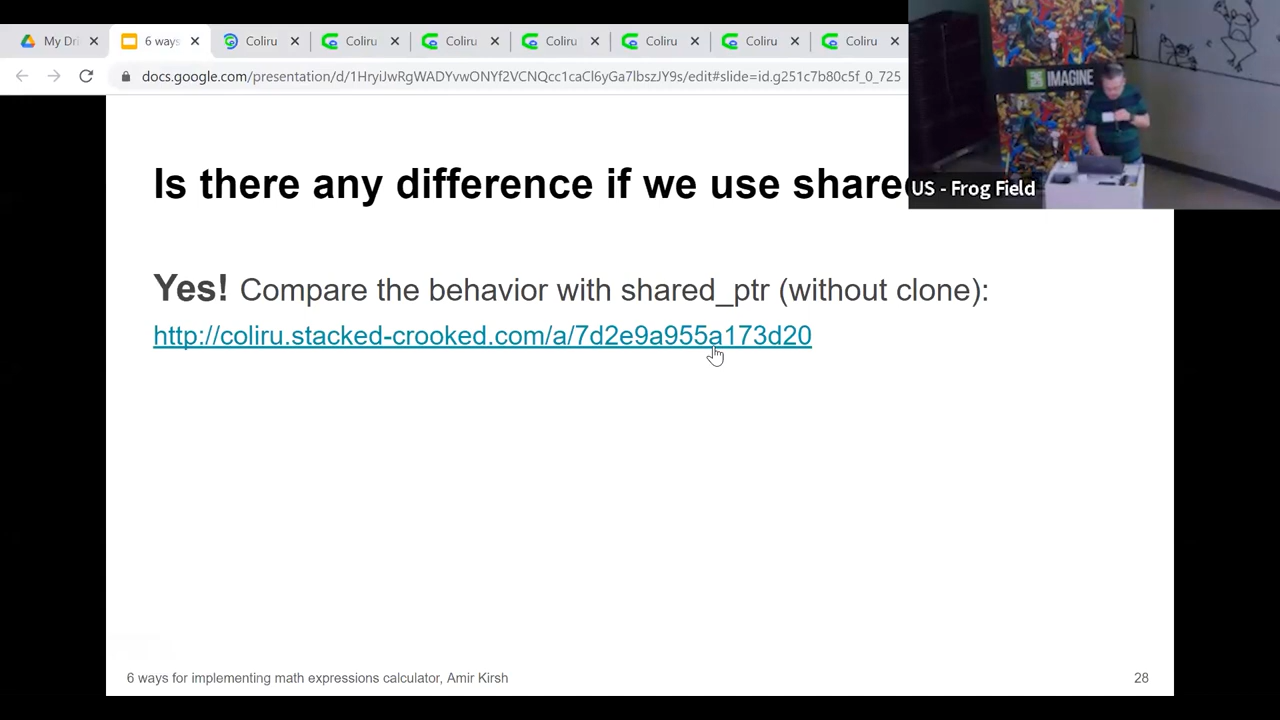 My Dri
6 ways
Coliru
Coliru
Coliru
Coliru
Coliru
Coliru
Coliru
docs.google.com/presentation/d/1HryiJwRgWADYvwONYf2VCNQcc1caCl6yGa7lbszJY9s/edit#slide=id.g251c7b80c5f_0_725
IMAGINE
US - Frog Field
Is there any difference if we use shared
Yes! Compare the behavior with shared_ptr (without clone):
http://coliru.stacked-crooked.com/a/7d2e9a955a173d20
6 ways for implementing math expressions calculator, Amir Kirsh
28